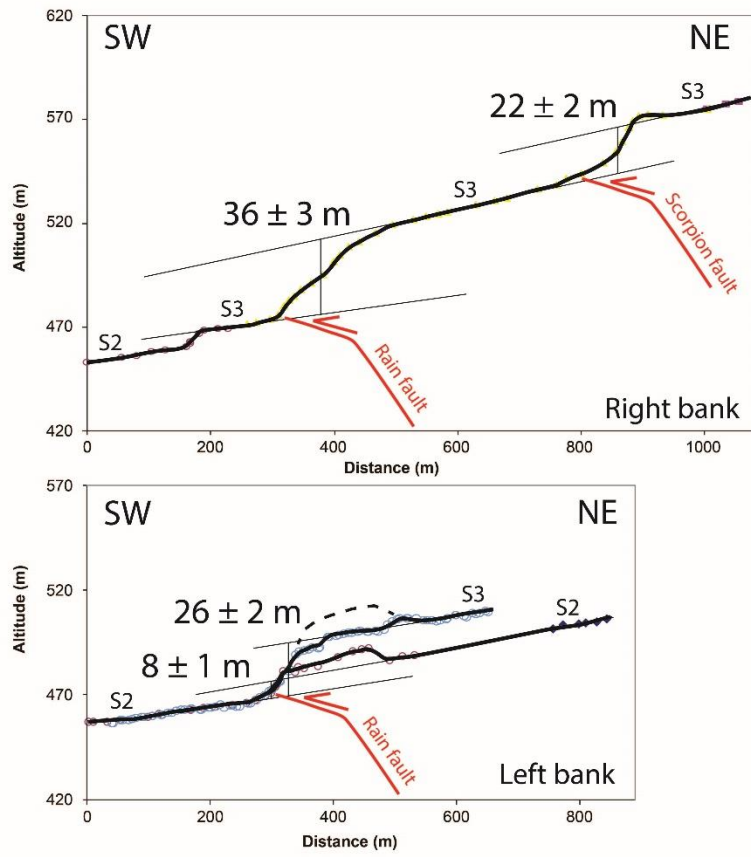 620
SW
NE
S3
22 ± 2 m
570
S3
Altitude (m)
36 ± 3 m
520
Scorpion fault
S3
S2
470
Rain fault
Right bank
420
0
200
400
600
800
1000
Distance (m)
570
SW
NE
S3
S2
520
26 ± 2 m
Altitude (m)
8 ± 1 m
S2
470
Rain fault
Left bank
420
0
200
400
600
800
Distance (m)